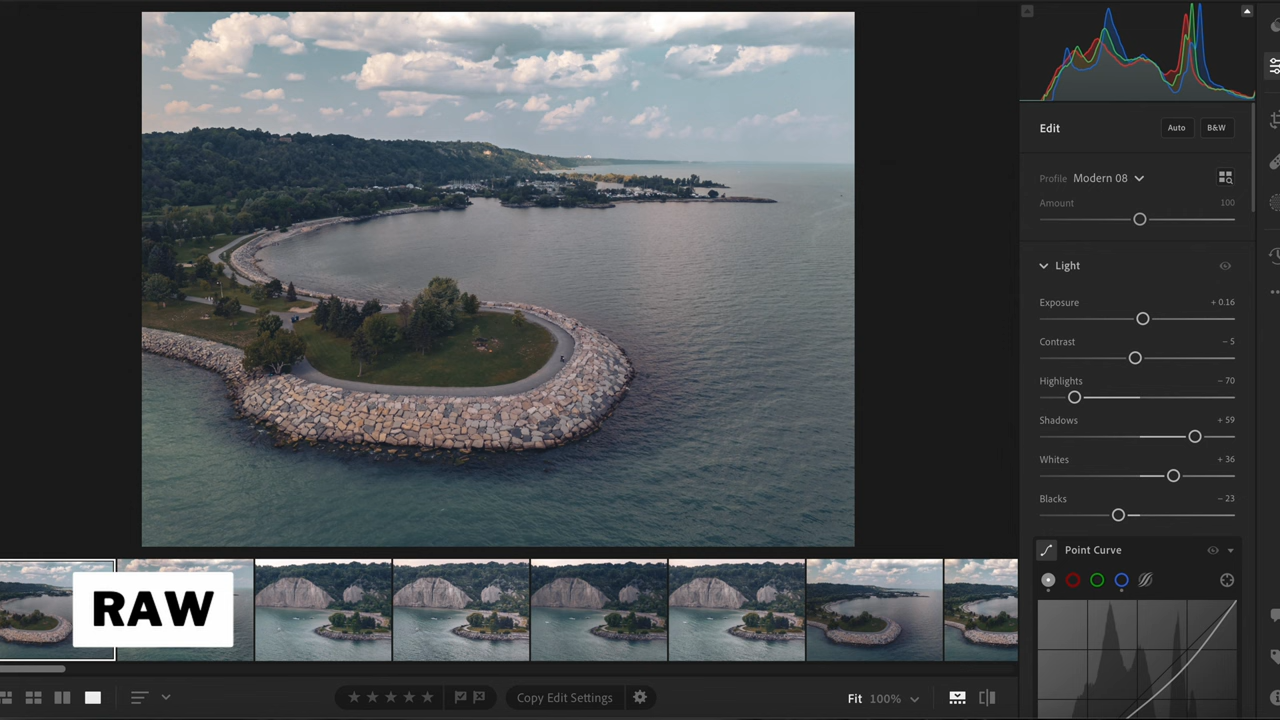 Edit
Auto
B&W
Profile Modern 08
Amount 100
Light
Exposure + 0.16
Contrast – 5
Highlights – 70
Shadows + 59
Whites + 36
Blacks – 23
Point Curve
RAW
Copy Edit Settings
Fit 100%